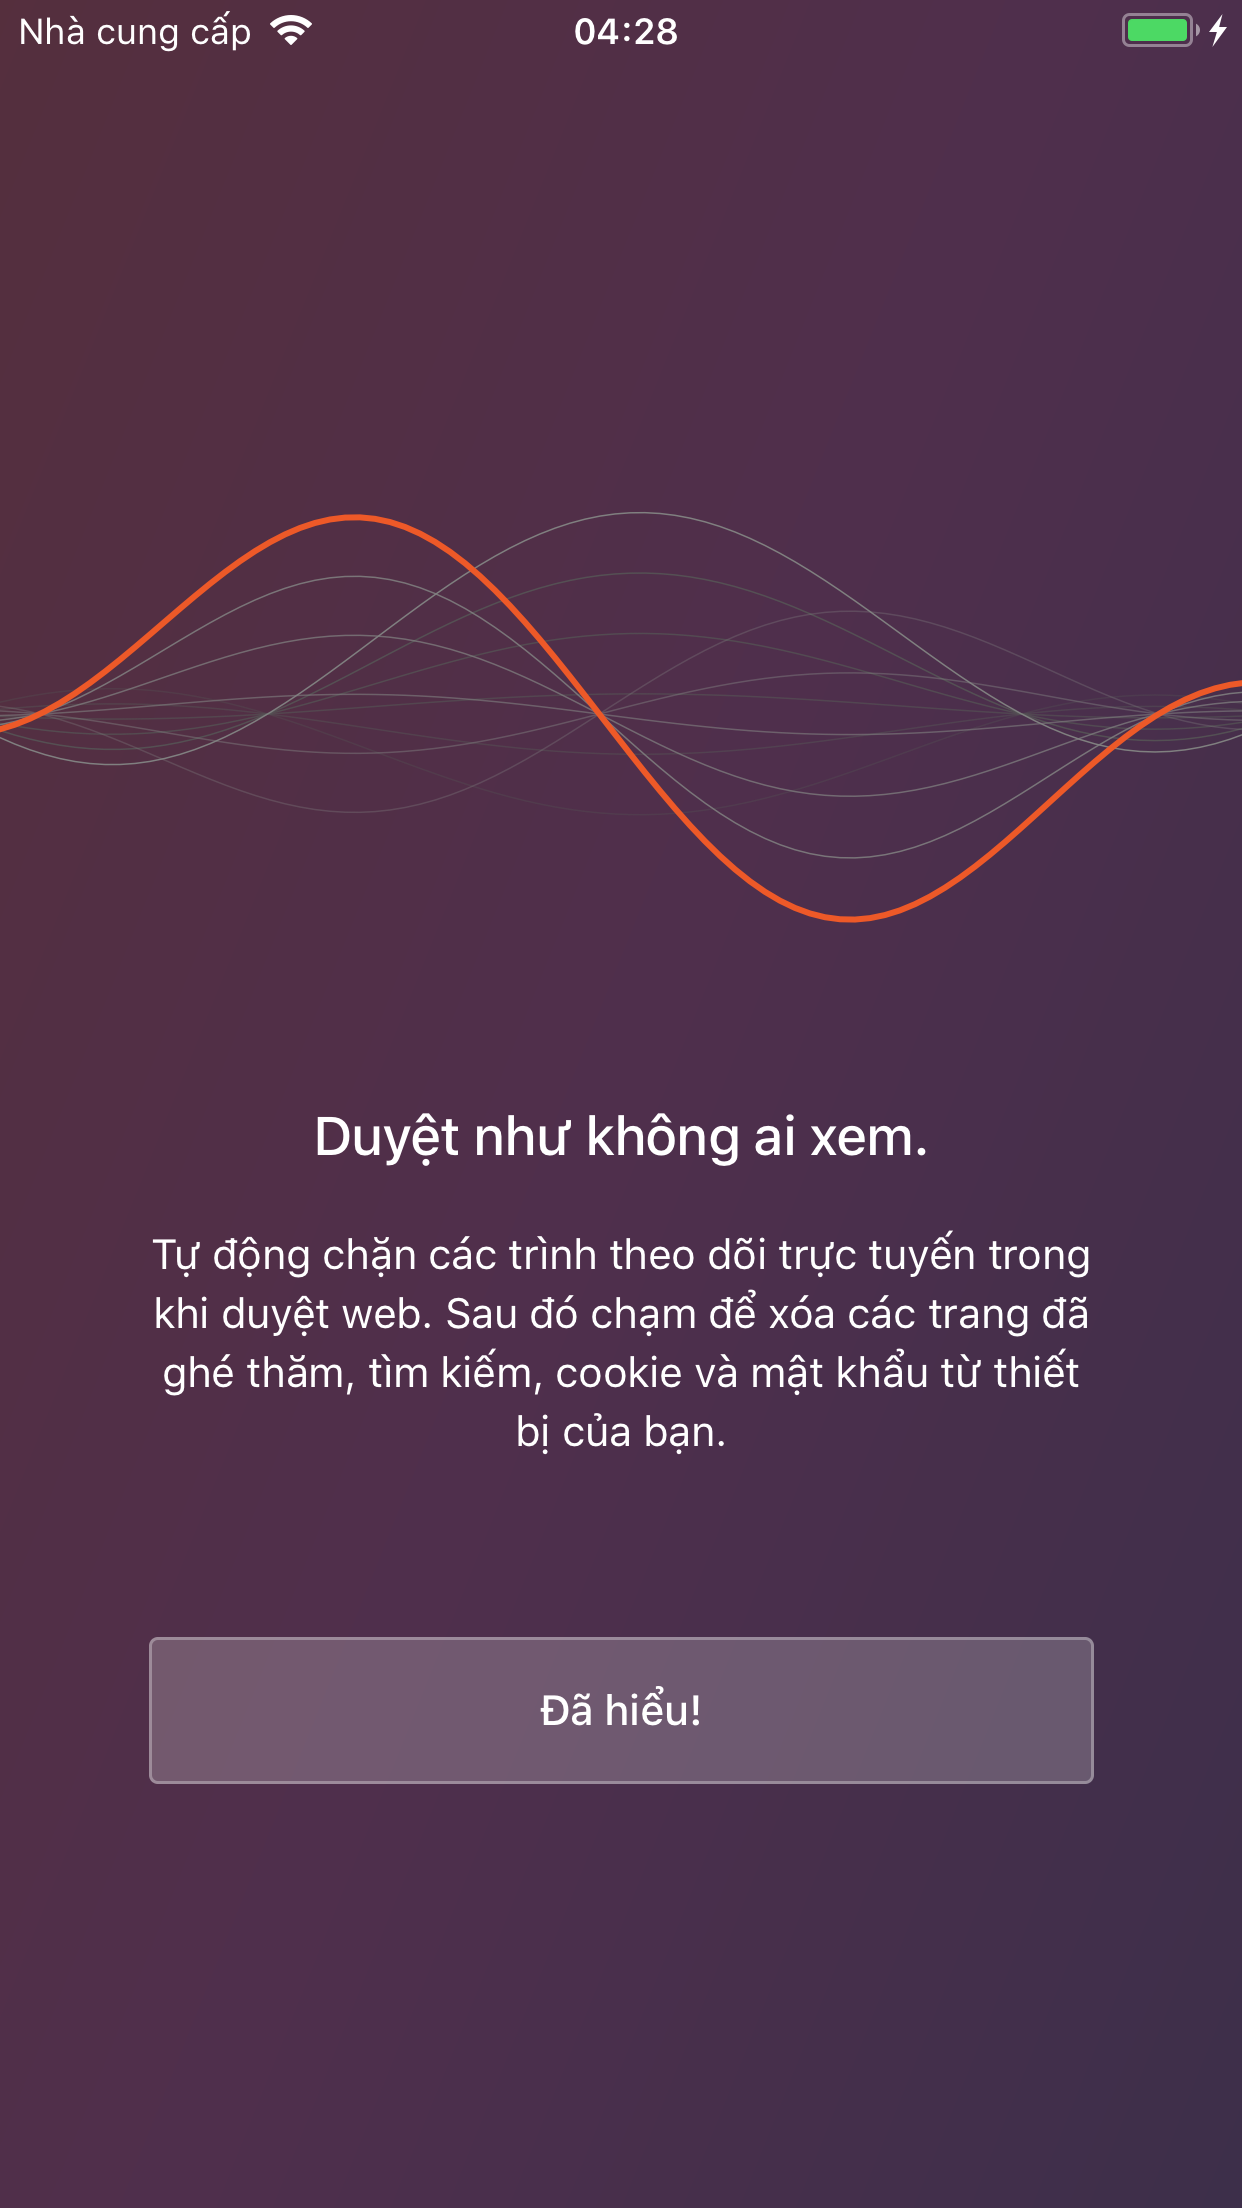 Nhà cung cấp
04:28
Duyệt như không ai xem.
Tự động chặn các trình theo dõi trực tuyến trong
khi duyệt web. Sau đó chạm để xóa các trang đã
ghé thăm, tìm kiếm, cookie và mật khẩu từ thiết
bị của bạn.
Đã hiểu!